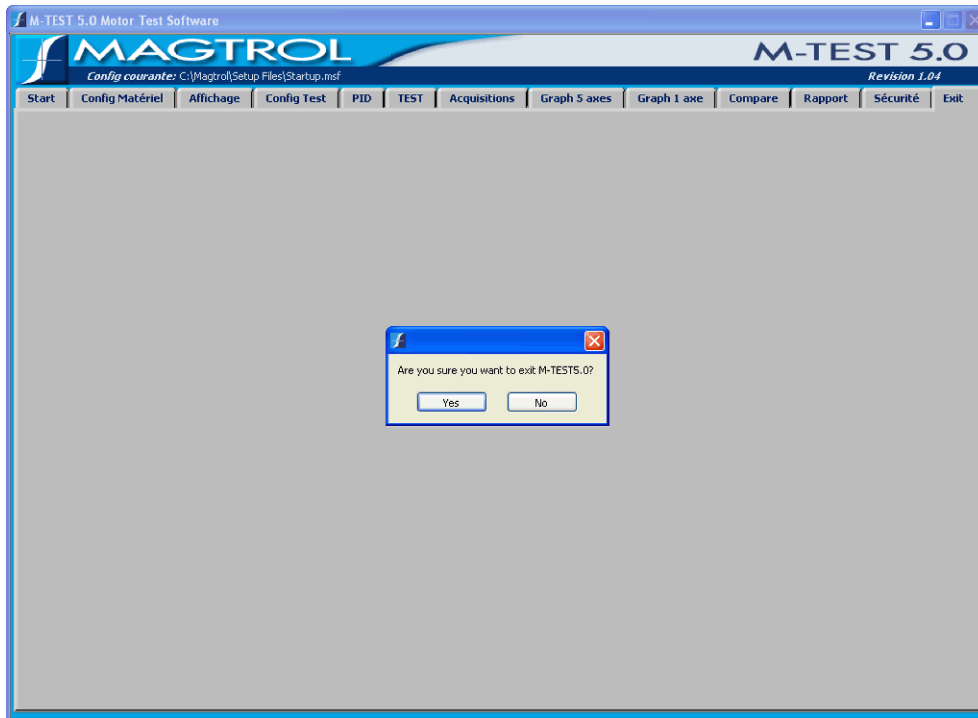 M-TEST 5.0 Motor Test Software
MAGTROL
M-TEST 5.0
Config courante: C:\Magtrol\Setup Files\Startup.msf
Revision 1.04
Start Config Matériel Affichage Config Test PID TEST Acquisitions Graph 5 axes Graph 1 axe Compare Rapport Sécurité Exit
Are you sure you want to exit M-TEST5.0?
Yes No